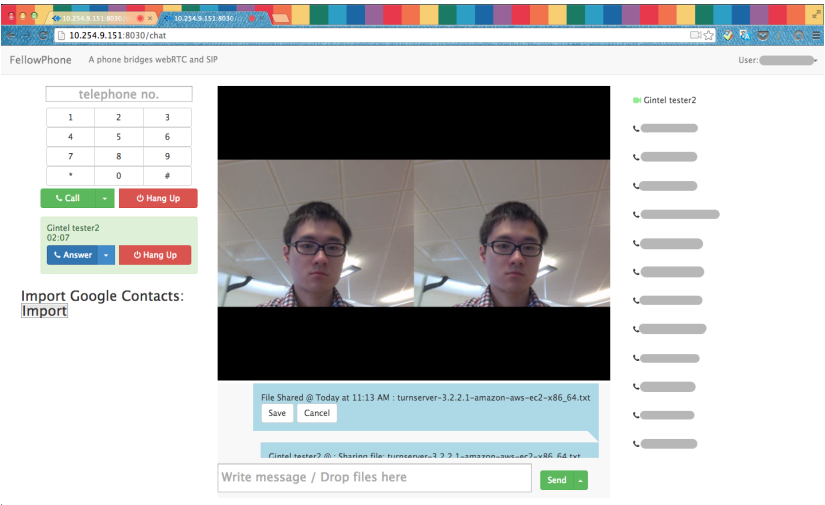 10.254.9.151:8030/
10.254.9.151:8030/
10.254.9.151:8030/chat
FellowPhone A phone bridges webRTC and SIP
User:
telephone no.
1 2 3
4 5 6
7 8 9
* 0 #
Call
Hang Up
Gintel tester2
02:07
Answer
Hang Up
Import Google Contacts:
Import
File Shared @ Today at 11:13 AM : turnserver-3.2.2.1-amazon-aws-ec2-x86_64.txt
Save Cancel
Gintel tester2 @ : Sharing file: turnserver-3.2.2.1-amazon-aws-ec2-x86_64.txt
Write message / Drop files here
Send
Gintel tester2